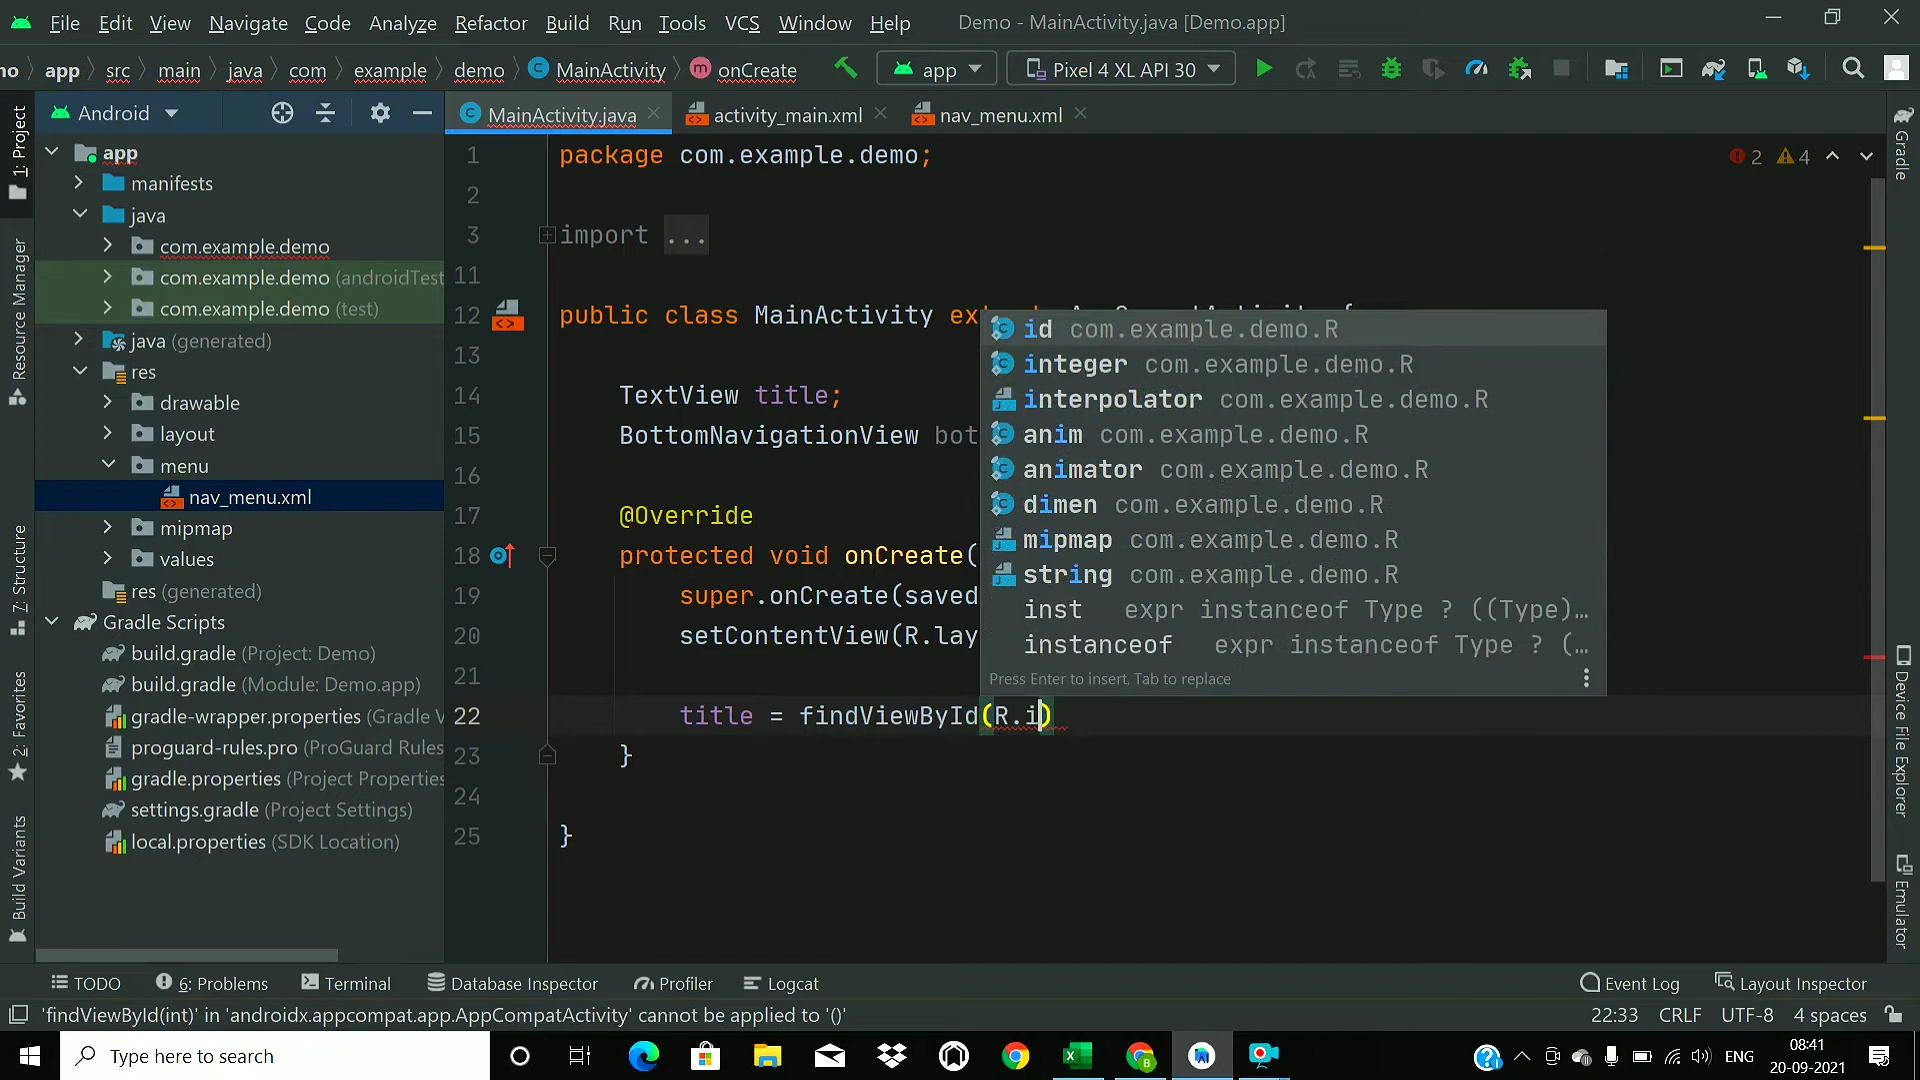 File Edit View Navigate Code Analyze Refactor Build Run Tools VCS Window Help Demo - MainActivity.java [Demo.app]
no app src main java com example demo MainActivity onCreate app Pixel 4 XL API 30
Android
MainActivity.java activity_main.xml nav_menu.xml
1: Project
Resource Manager
7: Structure
2: Favorites
Build Variants
app
manifests
java
com.example.demo
com.example.demo (androidTest
com.example.demo (test)
java (generated)
res
drawable
layout
menu
nav_menu.xml
mipmap
values
res (generated)
Gradle Scripts
build.gradle (Project: Demo)
build.gradle (Module: Demo.app)
gradle-wrapper.properties (Gradle V
proguard-rules.pro (ProGuard Rules
gradle.properties (Project Properties
settings.gradle (Project Settings)
local.properties (SDK Location)
1 package com.example.demo;
2
3 import ...
11
12 public class MainActivity ex
13
14 TextView title;
15 BottomNavigationView bot
16
17 @Override
18 protected void onCreate(
19 super.onCreate(saved
20 setContentView(R.lay
21
22 title = findViewById(R.i)
23 }
24
25 }
2 4
id com.example.demo.R
integer com.example.demo.R
interpolator com.example.demo.R
anim com.example.demo.R
animator com.example.demo.R
dimen com.example.demo.R
mipmap com.example.demo.R
string com.example.demo.R
inst expr instanceof Type ? ((Type)…
instanceof expr instanceof Type ? (…
Press Enter to insert, Tab to replace
Gradle
Device File Explorer
Emulator
TODO 6: Problems Terminal Database Inspector Profiler Logcat Event Log Layout Inspector
'findViewById(int)' in 'androidx.appcompat.app.AppCompatActivity' cannot be applied to '()' 22:33 CRLF UTF-8 4 spaces
Type here to search
ENG
08:41
20-09-2021